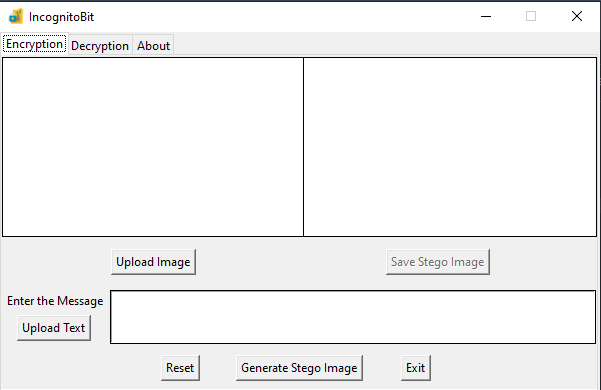 IncognitoBit
Encryption Decryption About
Upload Image Save Stego Image
Enter the Message
Upload Text
Reset Generate Stego Image Exit